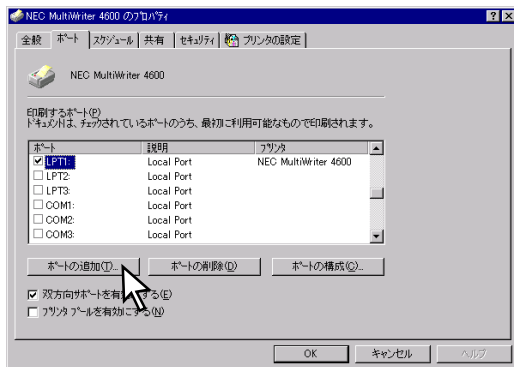 NEC MultiWriter 4600 のプロパティ
全般 ポート スケジュール 共有 セキュリティ プリンタの設定
NEC MultiWriter 4600
印刷するポート(P)
ドキュメントは、チェックされているポートのうち、最初に利用可能なもので印刷されます。
ポート 説明 プリンタ
LPT1: Local Port NEC MultiWriter 4600
LPT2: Local Port
LPT3: Local Port
COM1: Local Port
COM2: Local Port
COM3: Local Port
ポートの追加(T)... ポートの削除(D) ポートの構成(C)...
双方向サポートを有効にする(E)
プリンタ プールを有効にする(N)
OK キャンセル ヘルプ